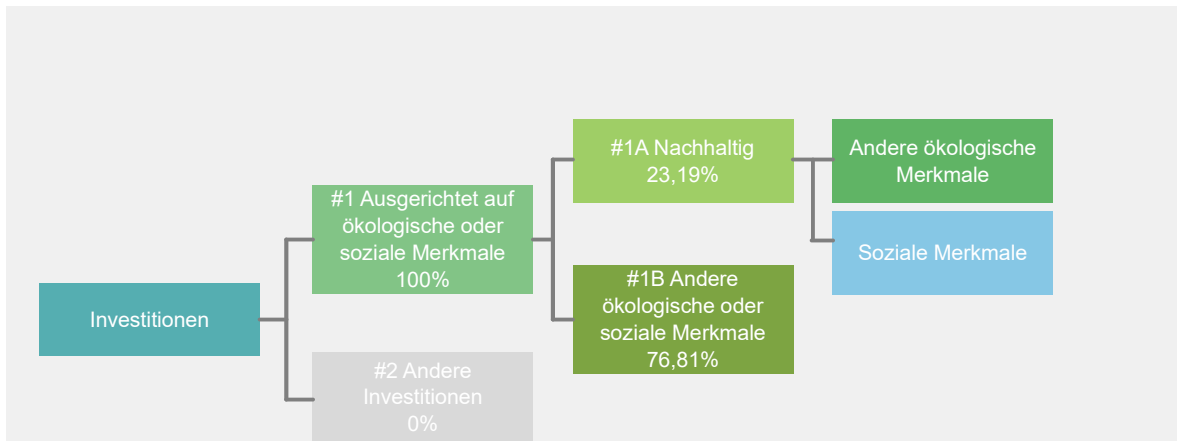 Investitionen
#1 Ausgerichtet auf
ökologische oder
soziale Merkmale
100%
#2 Andere
Investitionen
0%
#1A Nachhaltig
23,19%
#1B Andere
ökologische oder
soziale Merkmale
76,81%
Andere ökologische
Merkmale
Soziale Merkmale